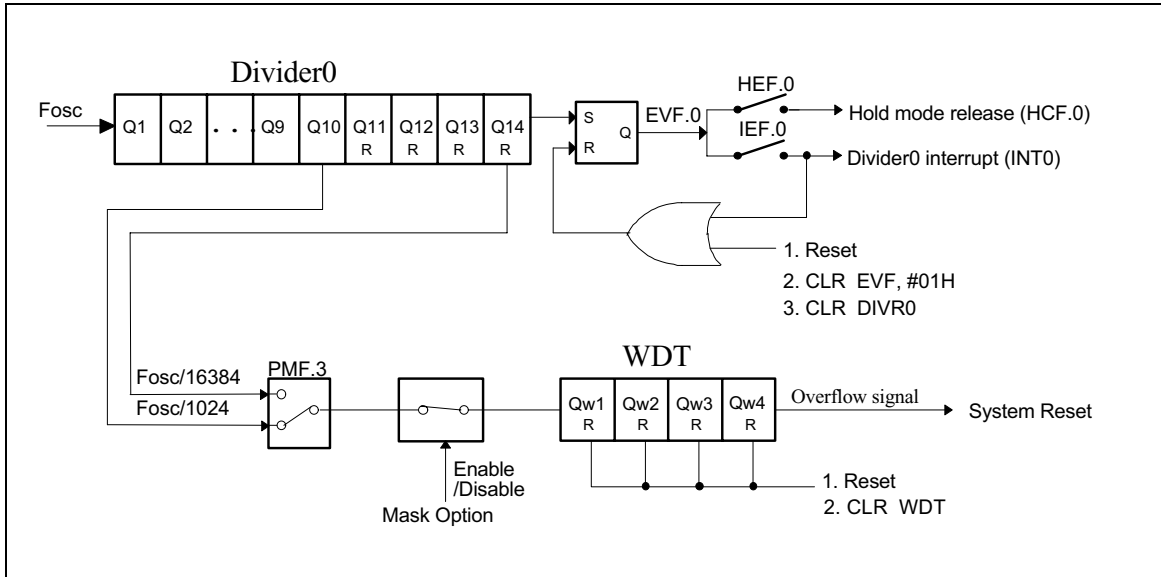 Divider0
Fosc
Q1 Q2 . . . Q9 Q10 Q11 Q12 Q13 Q14
R R R R
S
Q
R
EVF.0
HEF.0
Hold mode release (HCF.0)
IEF.0
Divider0 interrupt (INT0)
1. Reset
2. CLR EVF, #01H
3. CLR DIVR0
WDT
Fosc/16384
PMF.3
Fosc/1024
Qw1 Qw2 Qw3 Qw4
R R R R
Overflow signal
System Reset
Enable
/Disable
Mask Option
1. Reset
2. CLR WDT